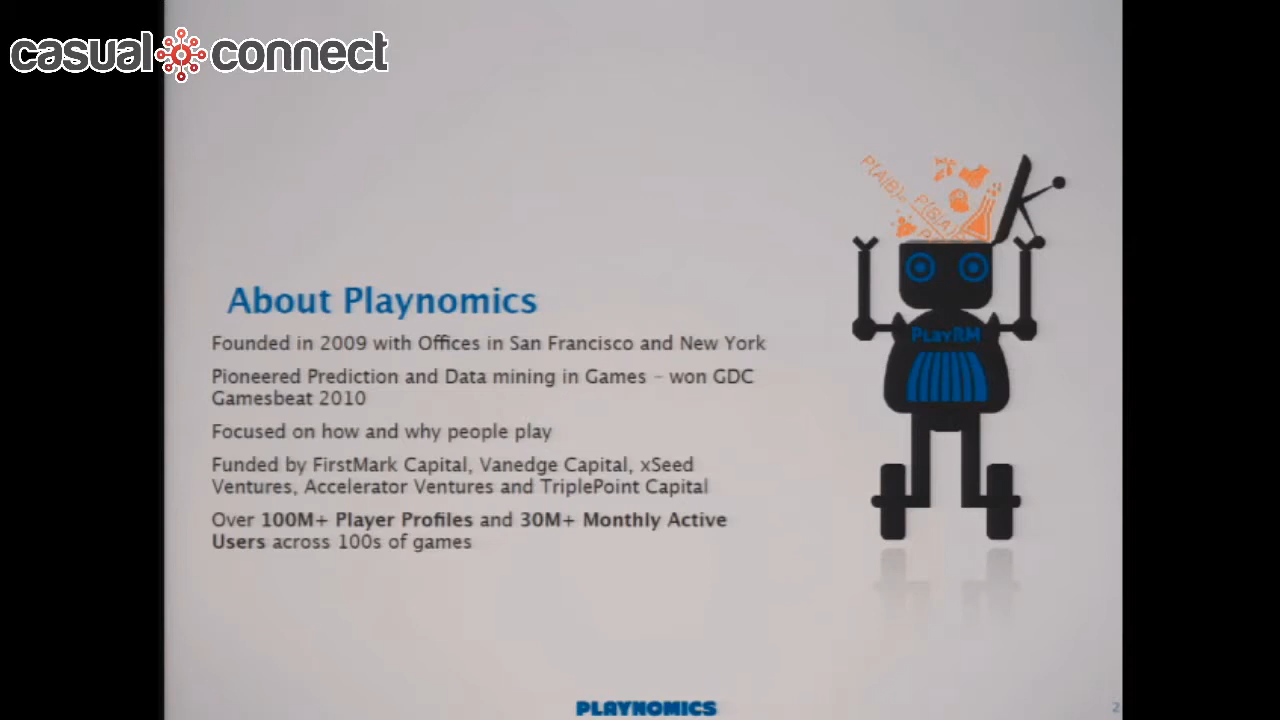 casual connect
P(A|B)=
P(B|A)
PLayRM
About Playnomics
Founded in 2009 with Offices in San Francisco and New York
Pioneered Prediction and Data mining in Games – won GDC
Gamesbeat 2010
Focused on how and why people play
Funded by FirstMark Capital, Vanedge Capital, xSeed
Ventures, Accelerator Ventures and TriplePoint Capital
Over 100M+ Player Profiles and 30M+ Monthly Active
Users across 100s of games
PLAYNOMICS
2